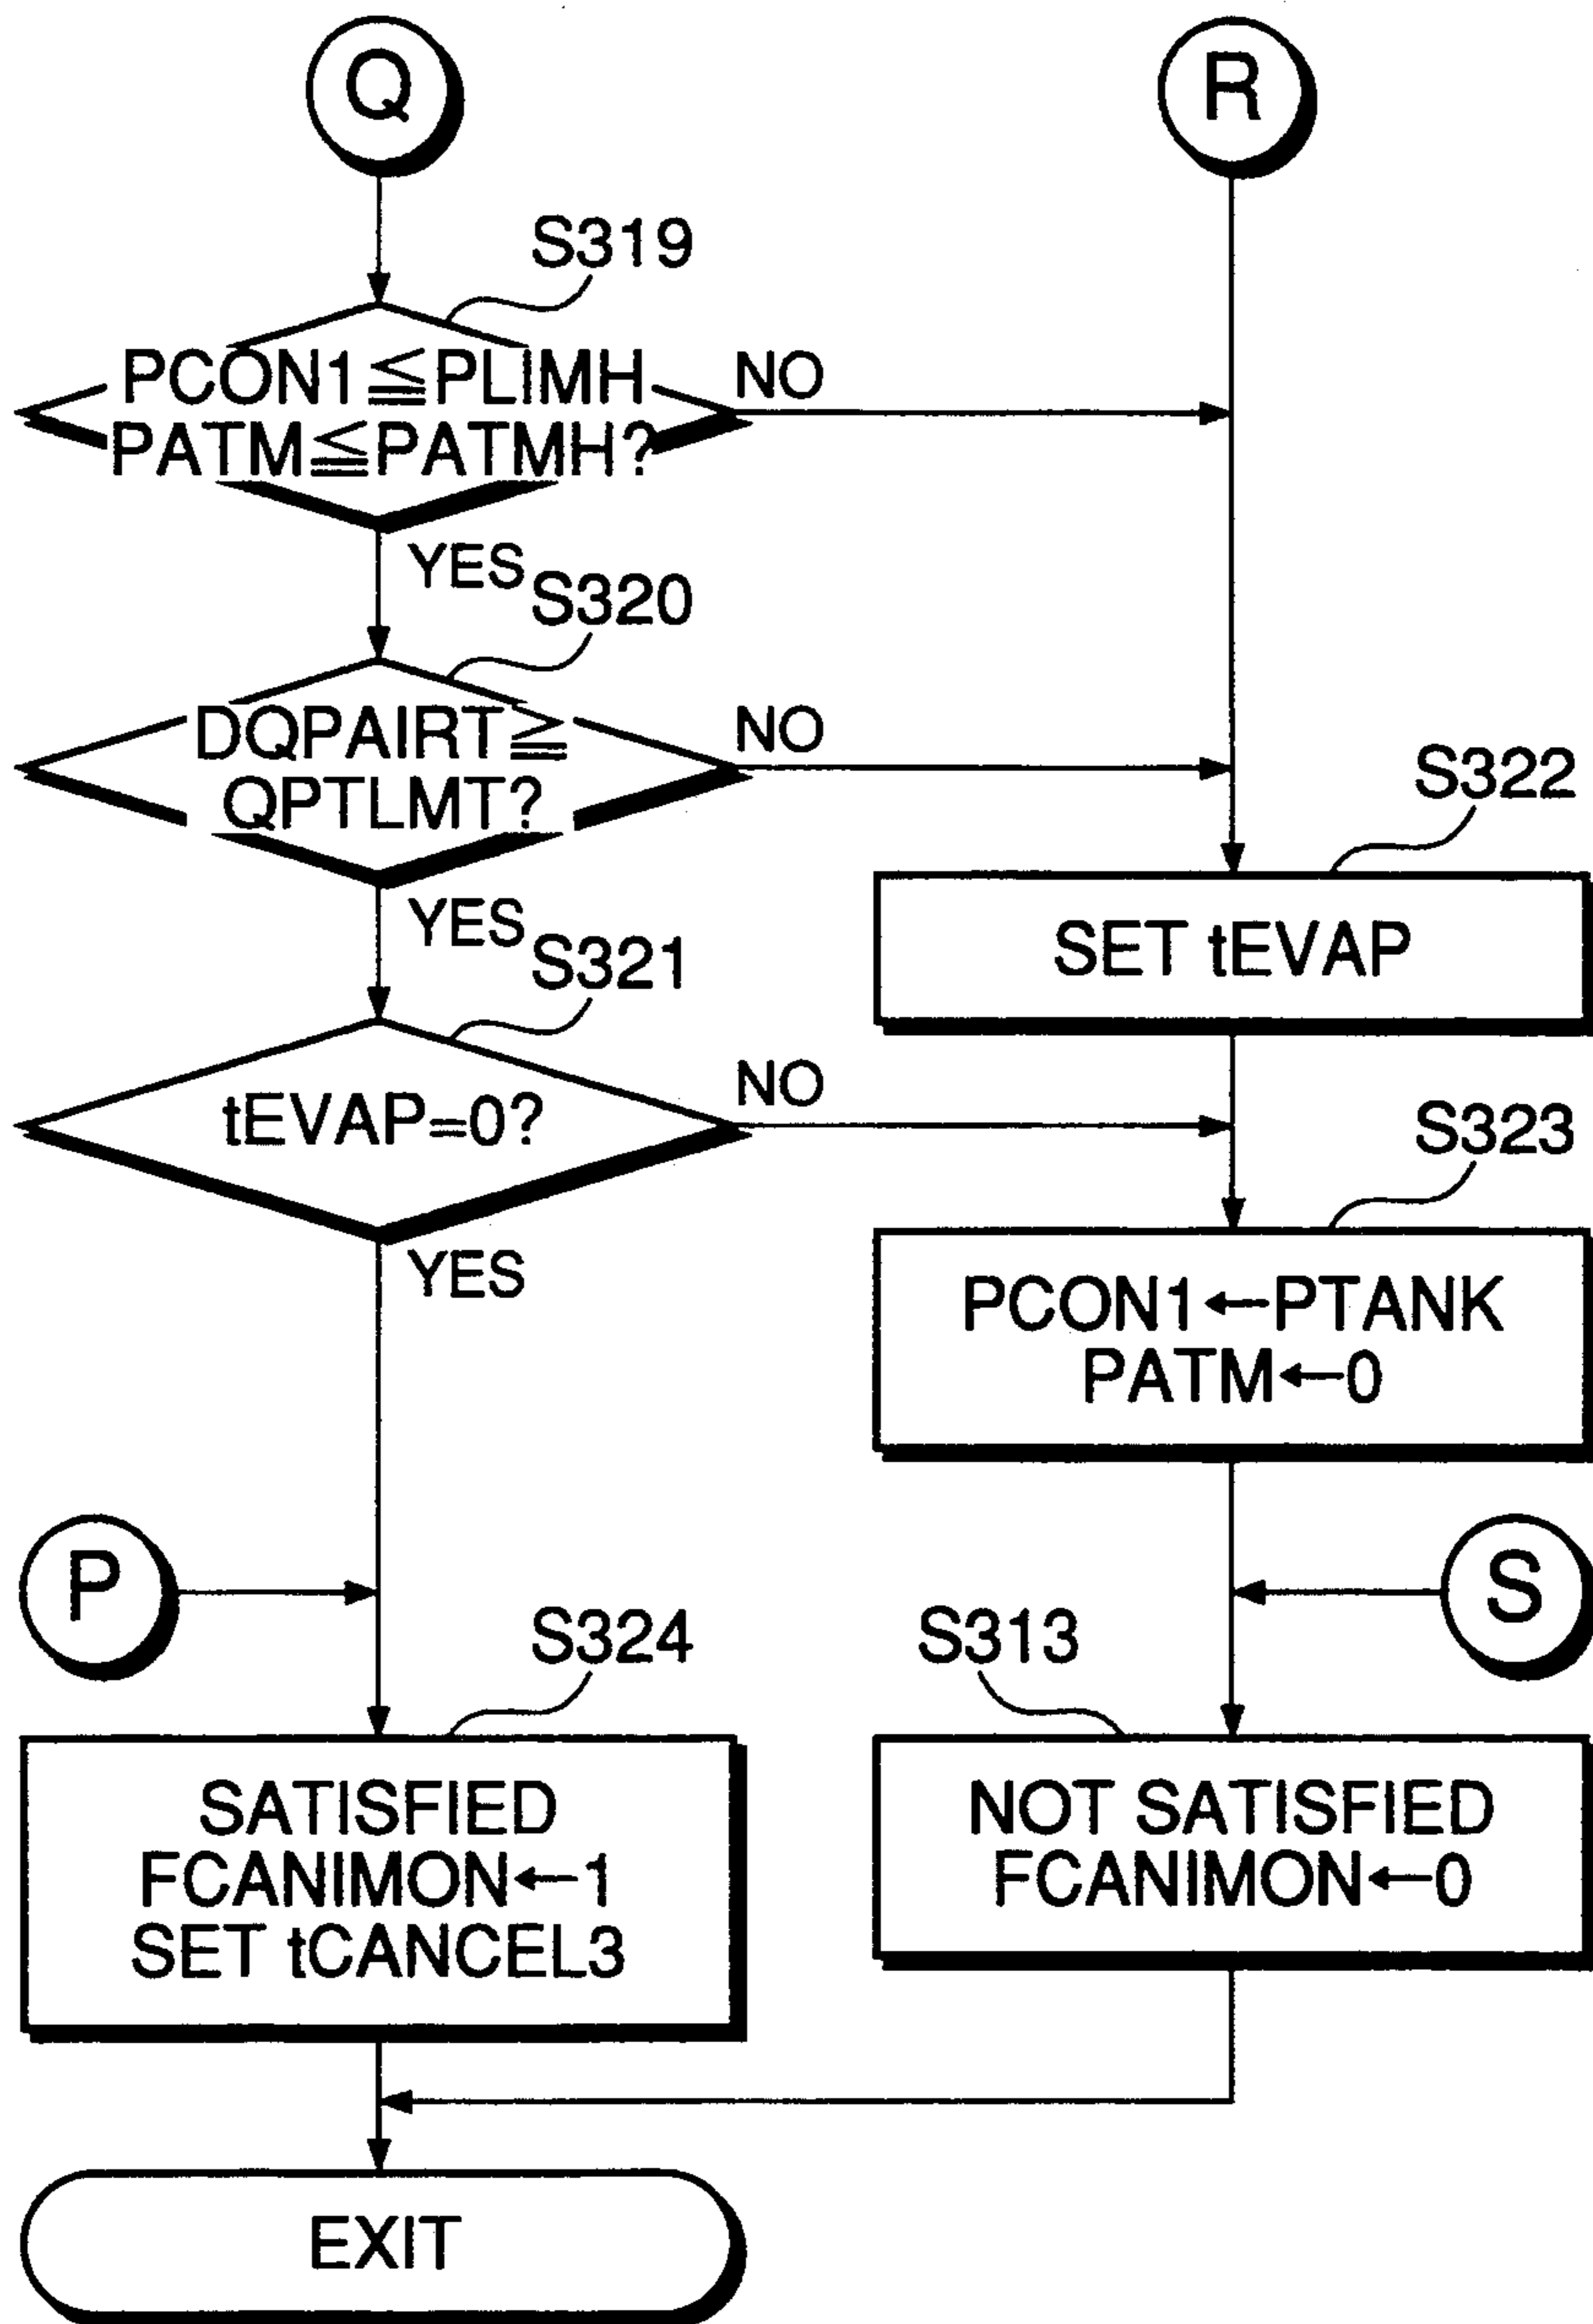 Q
R
S319
PCON1≦PLIMH
PATM≦PATMH?
NO
YES
S320
DQPAIRT≧
QPTLMT?
NO
S322
SET tEVAP
YES
S321
tEVAP=0?
NO
S323
PCON1←PTANK
PATM←0
YES
P
S
S324
SATISFIED
FCANIMON←1
SET tCANCEL3
S313
NOT SATISFIED
FCANIMON←0
EXIT